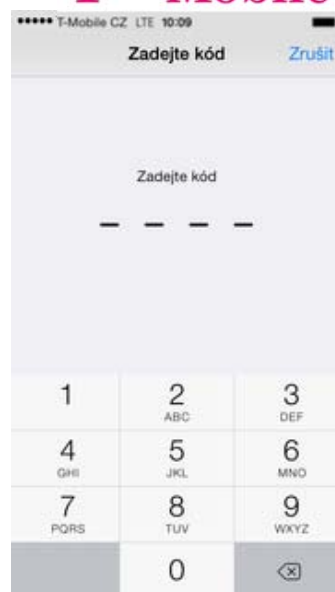 T-Mobile CZ LTE 10:09
Zadejte kód Zrušit
Zadejte kód
1 2 3
ABC DEF
4 5 6
GHI JKL MNO
7 8 9
PQRS TUV WXYZ
0